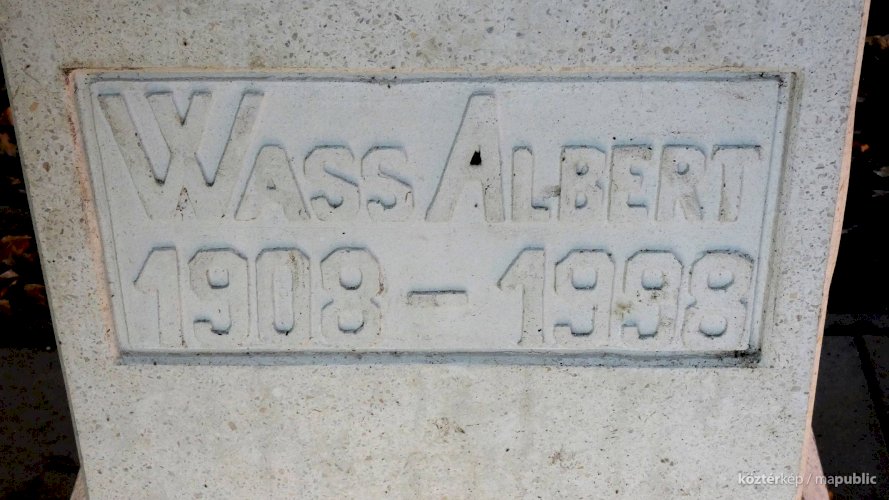 WASS ALBERT
1908 – 1998
köztérkép / mapublic